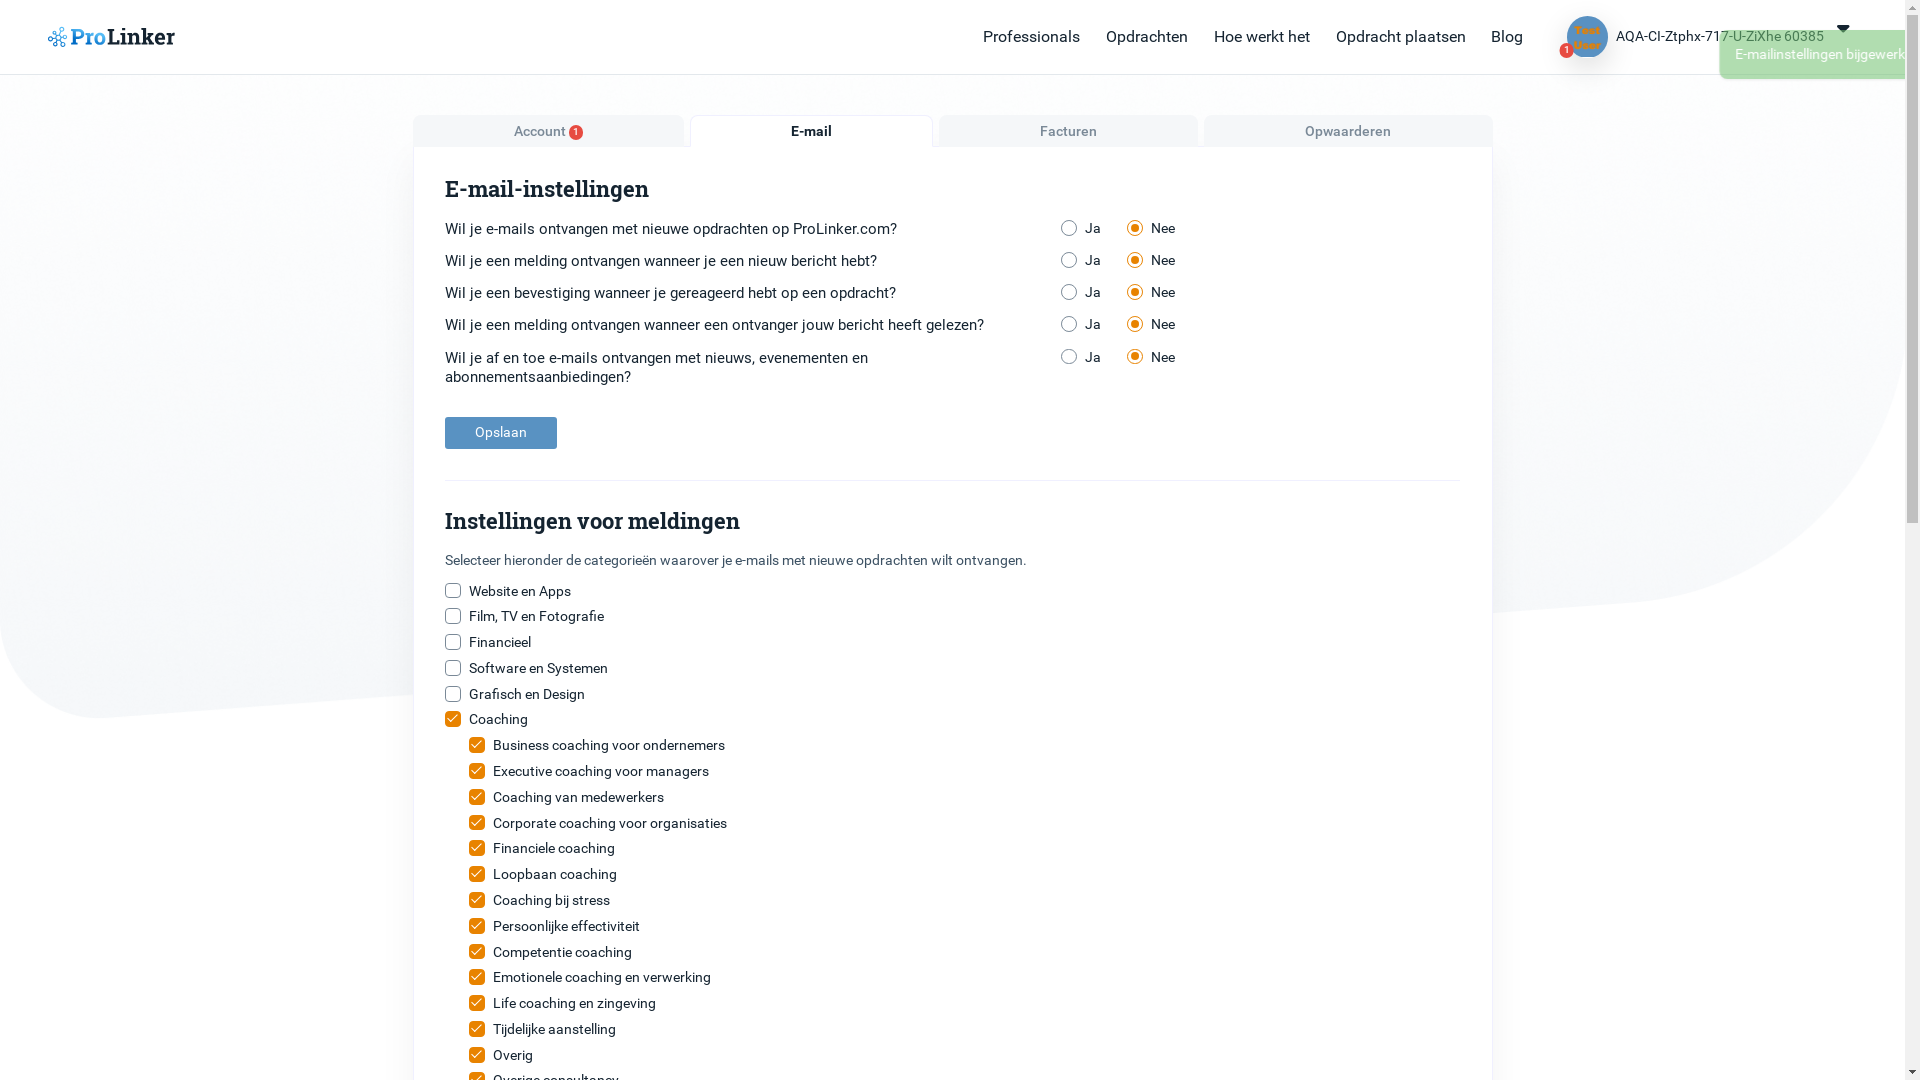 ProLinker
Professionals
Opdrachten
Hoe werkt het
Opdracht plaatsen
Blog
Test
User
1
AQA-CI-Ztphx-717-U-ZiXhe 60385
E-mailinstellingen bijgewerk
Account 1
E-mail
Facturen
Opwaarderen
E-mail-instellingen
Wil je e-mails ontvangen met nieuwe opdrachten op ProLinker.com? Ja Nee
Wil je een melding ontvangen wanneer je een nieuw bericht hebt? Ja Nee
Wil je een bevestiging wanneer je gereageerd hebt op een opdracht? Ja Nee
Wil je een melding ontvangen wanneer een ontvanger jouw bericht heeft gelezen? Ja Nee
Wil je af en toe e-mails ontvangen met nieuws, evenementen en Ja Nee
abonnementsaanbiedingen?
Opslaan
Instellingen voor meldingen
Selecteer hieronder de categorieën waarover je e-mails met nieuwe opdrachten wilt ontvangen.
Website en Apps
Film, TV en Fotografie
Financieel
Software en Systemen
Grafisch en Design
Coaching
Business coaching voor ondernemers
Executive coaching voor managers
Coaching van medewerkers
Corporate coaching voor organisaties
Financiele coaching
Loopbaan coaching
Coaching bij stress
Persoonlijke effectiviteit
Competentie coaching
Emotionele coaching en verwerking
Life coaching en zingeving
Tijdelijke aanstelling
Overig
Overige consultancy